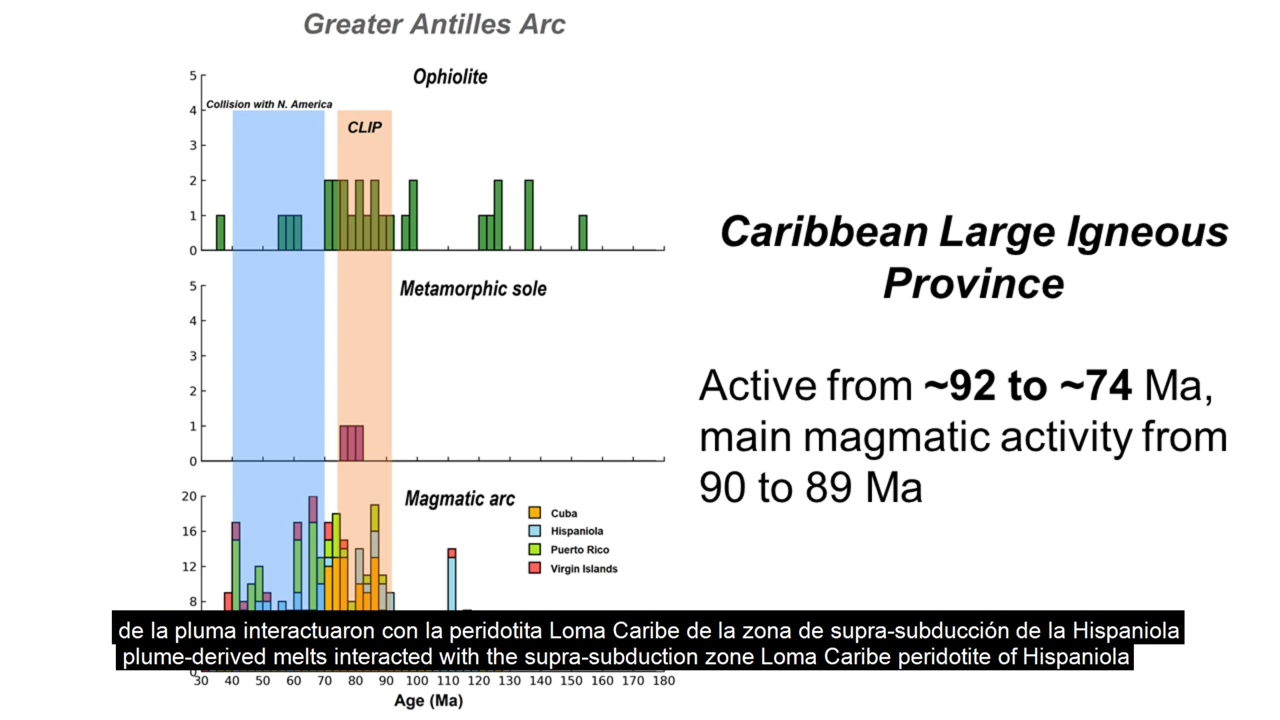 Greater Antilles Arc
Ophiolite
Collision with N. America
CLIP
5
4
3
2
1
0
Metamorphic sole
5
4
3
2
1
0
Magmatic arc
20
16
12
8
Cuba
Hispaniola
Puerto Rico
Virgin Islands
Caribbean Large Igneous
Province
Active from ~92 to ~74 Ma,
main magmatic activity from
90 to 89 Ma
de la pluma interactuaron con la peridotita Loma Caribe de la zona de supra-subducción de la Hispaniola
plume-derived melts interacted with the supra-subduction zone Loma Caribe peridotite of Hispaniola
30 40 50 60 70 80 90 100 110 120 130 140 150 160 170 180
Age (Ma)